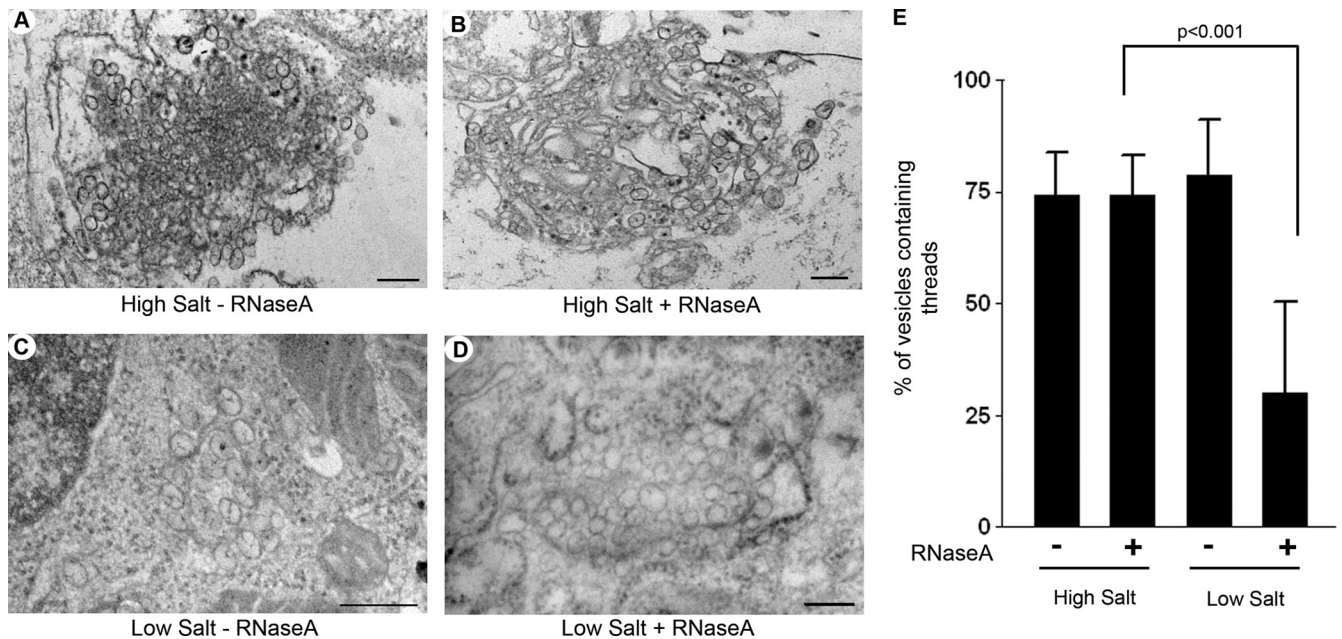 A
High Salt - RNaseA
B
High Salt + RNaseA
C
Low Salt - RNaseA
D
Low Salt + RNaseA
E
p<0.001
100
75
50
25
0
% of vesicles containing
threads
RNaseA - + - +
High Salt Low Salt